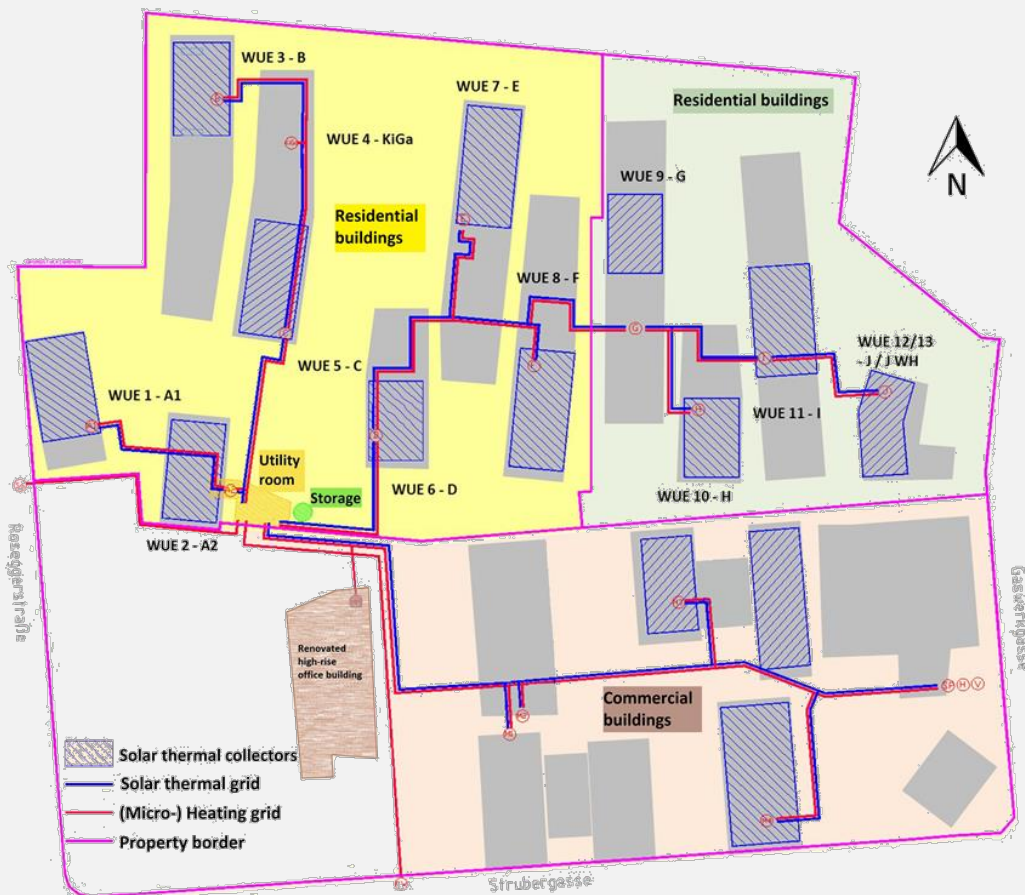 WUE 3 - B
WUE 7 - E
Residential buildings
WUE 4 - KiGa
N
WUE 9 - G
Residential
buildings
WUE 8 - F
WUE 12/13
- J / J WH
WUE 5 - C
WUE 1 - A1
WUE 11 - I
Utility
room
Storage
WUE 6 - D
WUE 10 - H
WUE 2 - A2
Roseggerstraße
Gaswerkgasse
Renovated
high-rise
office building
Commercial
buildings
H V
Solar thermal collectors
Solar thermal grid
(Micro-) Heating grid
Property border
Strubergasse